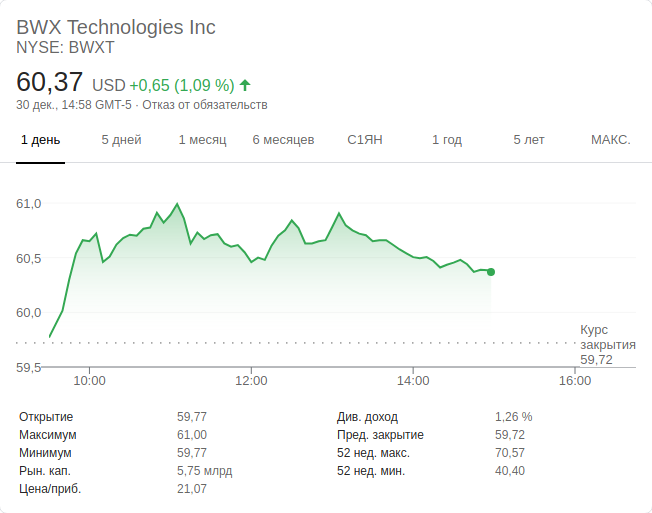 BWX Technologies Inc
NYSE: BWXT
60,37 USD +0,65 (1,09 %)
30 дек., 14:58 GMT-5 · Отказ от обязательств
1 день 5 дней 1 месяц 6 месяцев С1ЯН 1 год 5 лет МАКС.
61,0
60,5
60,0
Курс
закрытия
59,72
59,5
10:00 12:00 14:00 16:00
Открытие 59,77 Див. доход 1,26 %
Максимум 61,00 Пред. закрытие 59,72
Минимум 59,77 52 нед. макс. 70,57
Рын. кап. 5,75 млрд 52 нед. мин. 40,40
Цена/приб. 21,07